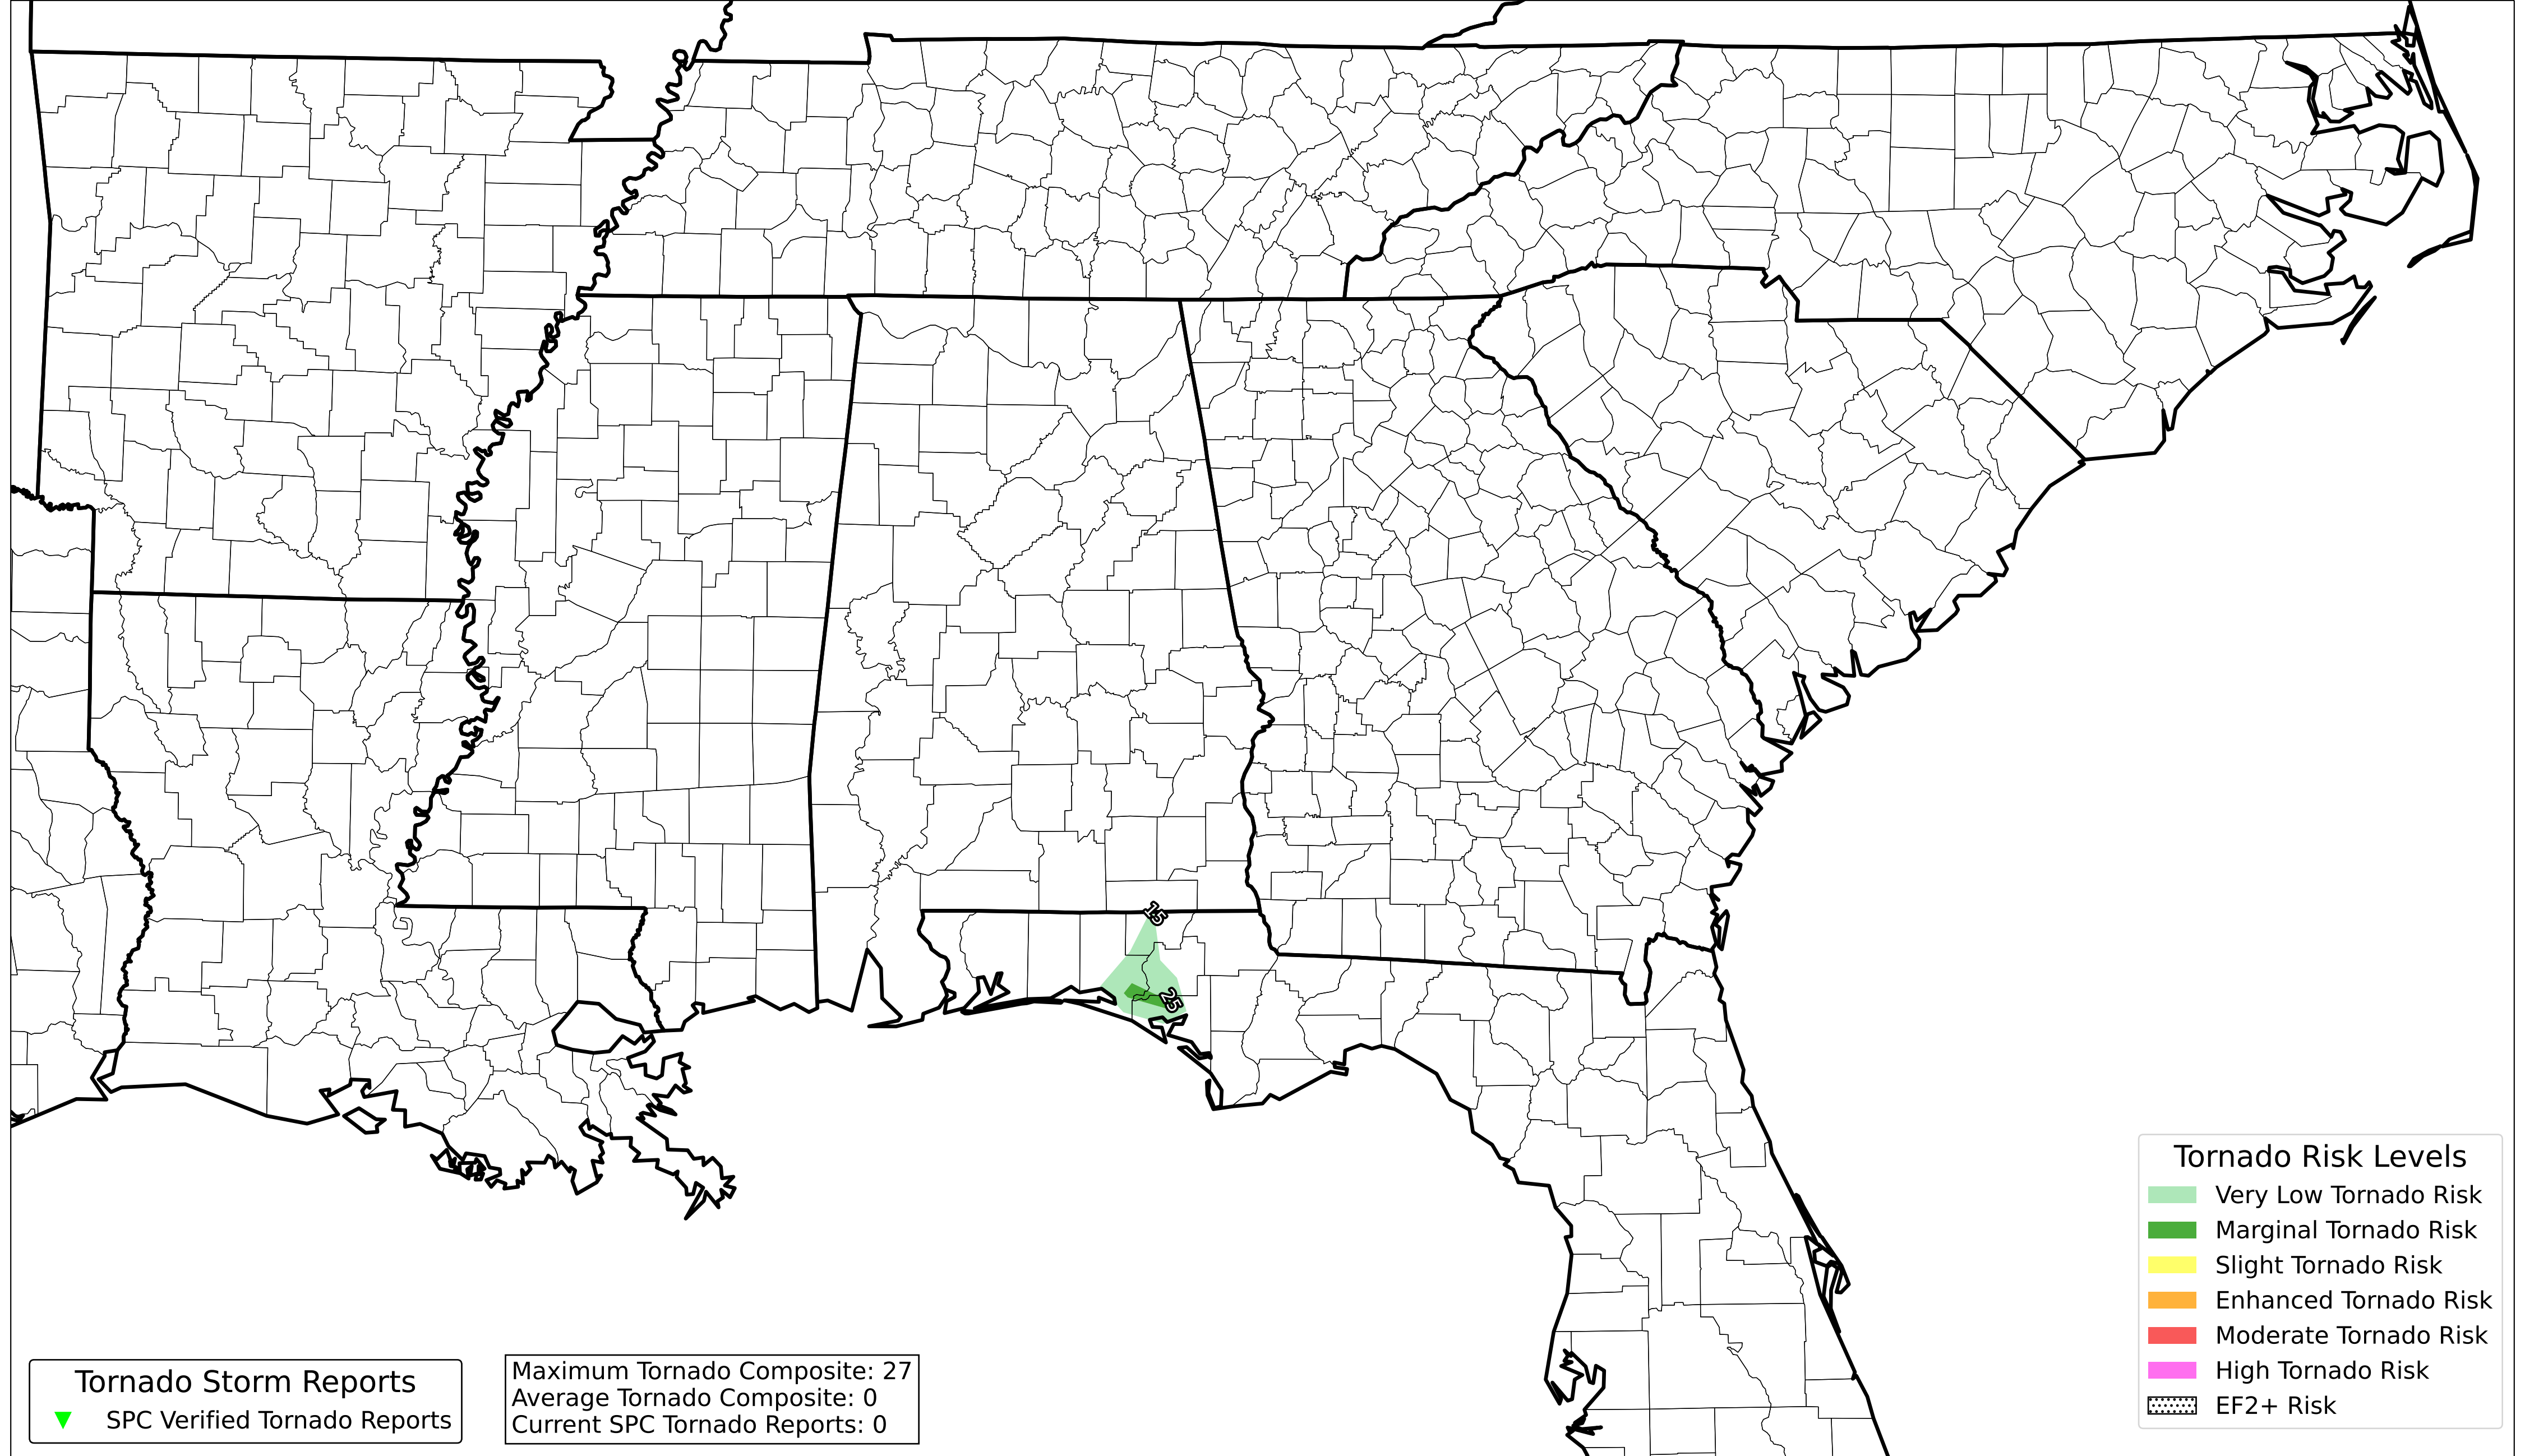 15
25
Tornado Risk Levels
Very Low Tornado Risk
Marginal Tornado Risk
Slight Tornado Risk
Enhanced Tornado Risk
Moderate Tornado Risk
High Tornado Risk
EF2+ Risk
Tornado Storm Reports
SPC Verified Tornado Reports
Maximum Tornado Composite: 27
Average Tornado Composite: 0
Current SPC Tornado Reports: 0